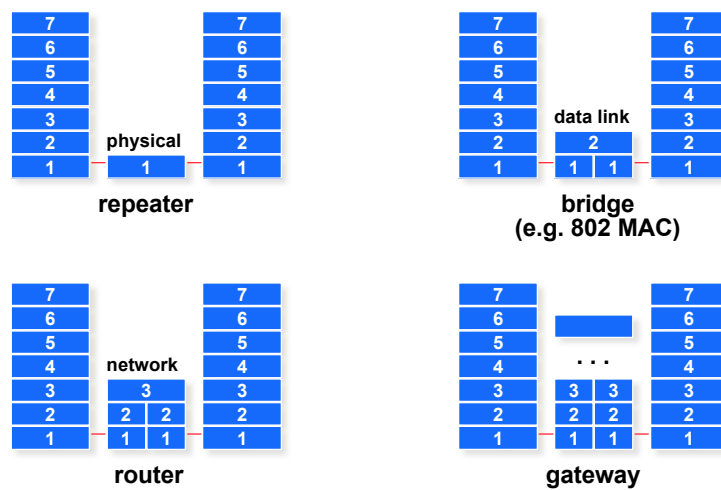 7 7
6 6
5 5
4 4
3 3
physical
2 2
1 1 1
repeater
7 7
6 6
5 5
4 4
3 3
data link
2 2 2
1 1 1 1
bridge
(e.g. 802 MAC)
7 7
6 6
5 5
network
4 4
3 3 3
2 2 2 2
1 1 1 1
router
7 7
6 6
5 5
4 . . . 4
3 3 3 3
2 2 2 2
1 1 1 1
gateway